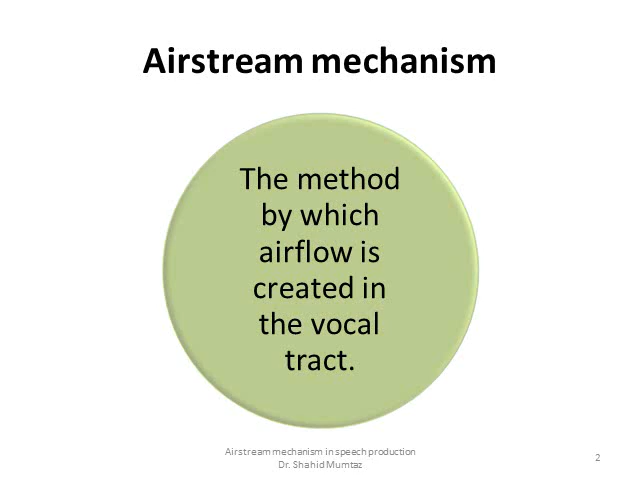 Airstream mechanism
The method
by which
airflow is
created in
the vocal
tract.
Airstream mechanism in speech production
Dr. Shahid Mumtaz
2